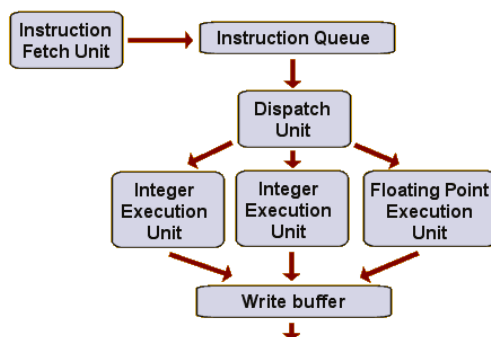 Instruction
Fetch Unit
Instruction Queue
Dispatch
Unit
Integer
Execution
Unit
Integer
Execution
Unit
Floating Point
Execution
Unit
Write buffer